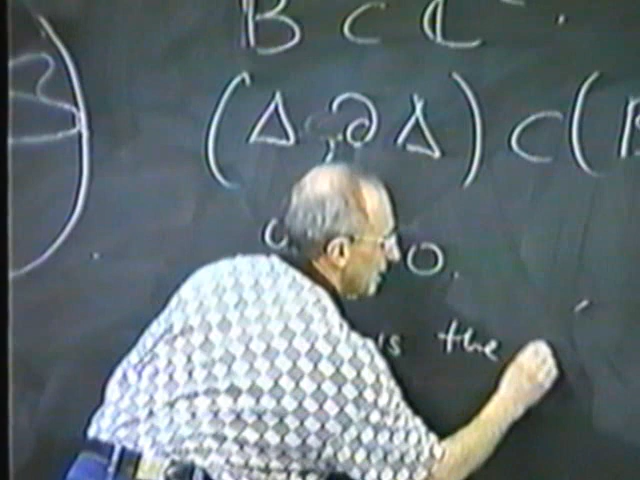 B ⊂ ℂ
(Δ, ∂Δ) ⊂ (B
0.
is the